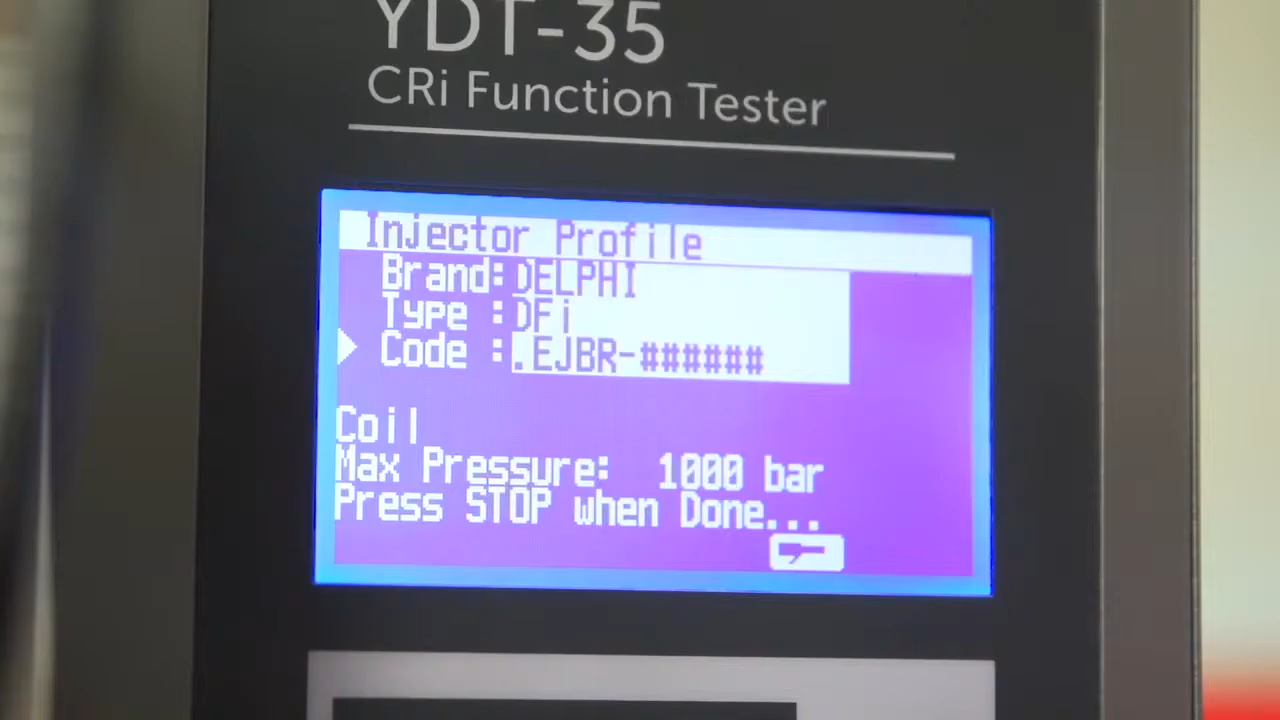 YDT-35
CRi Function Tester
Injector Profile
Brand:DELPHI
Type :DFi
Code :.EJBR-######
Coil
Max Pressure: 1000 bar
Press STOP when Done...